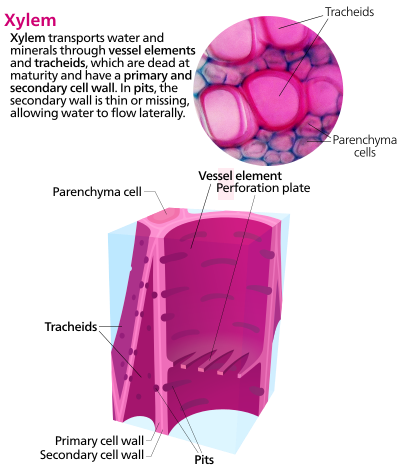 Xylem
Xylem transports water and
minerals through vessel elements
and tracheids, which are dead at
maturity and have a primary and
secondary cell wall. In pits, the
secondary wall is thin or missing,
allowing water to flow laterally.
Tracheids
Parenchyma
cells
Vessel element
Perforation plate
Parenchyma cell
Tracheids
Primary cell wall
Secondary cell wall
Pits